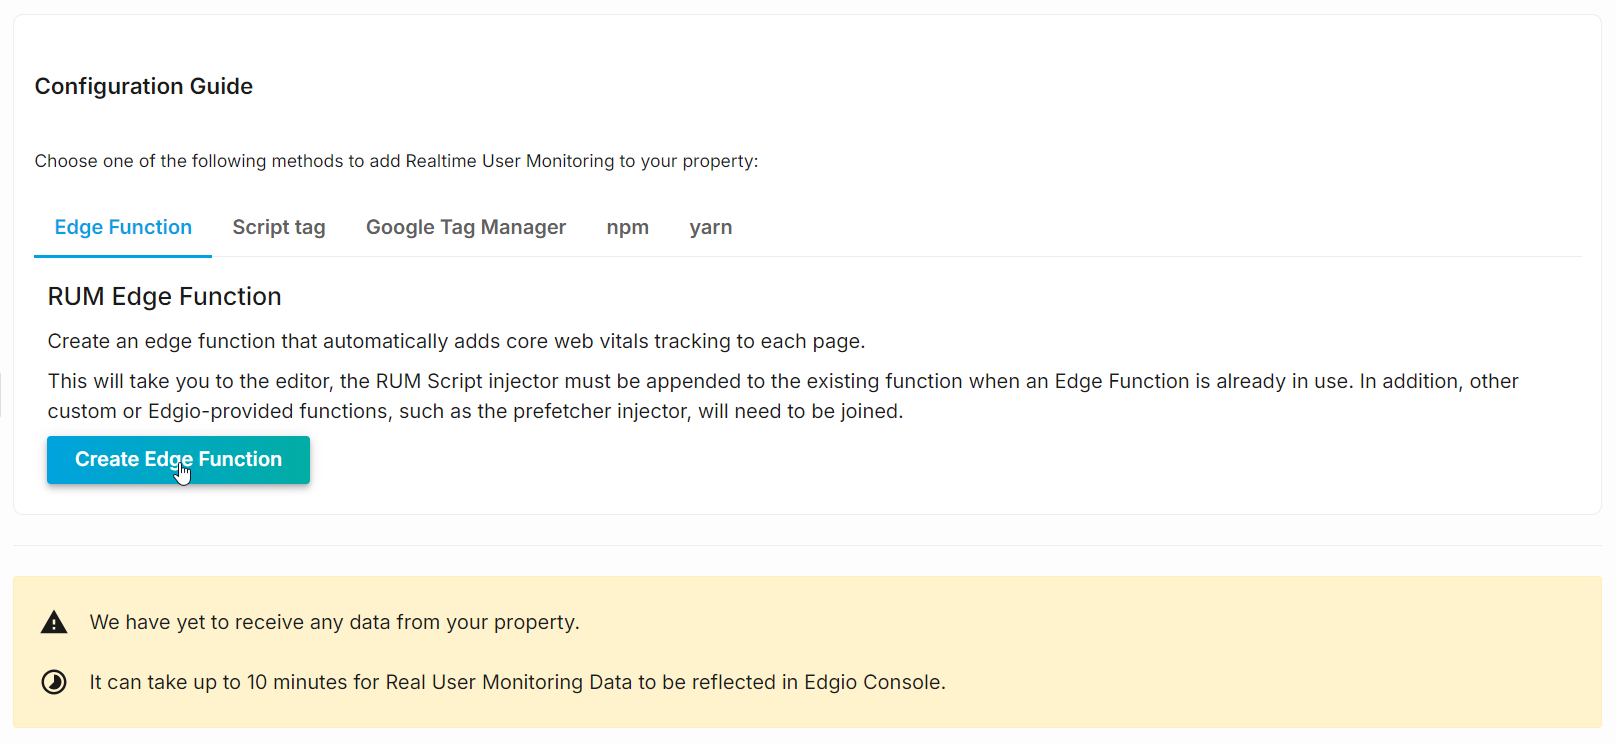 Configuration Guide
Choose one of the following methods to add Realtime User Monitoring to your property:
Edge Function Script tag Google Tag Manager npm yarn
RUM Edge Function
Create an edge function that automatically adds core web vitals tracking to each page.
This will take you to the editor, the RUM Script injector must be appended to the existing function when an Edge Function is already in use. In addition, other
custom or Edgio-provided functions, such as the prefetcher injector, will need to be joined.
Create Edge Function
We have yet to receive any data from your property.
It can take up to 10 minutes for Real User Monitoring Data to be reflected in Edgio Console.